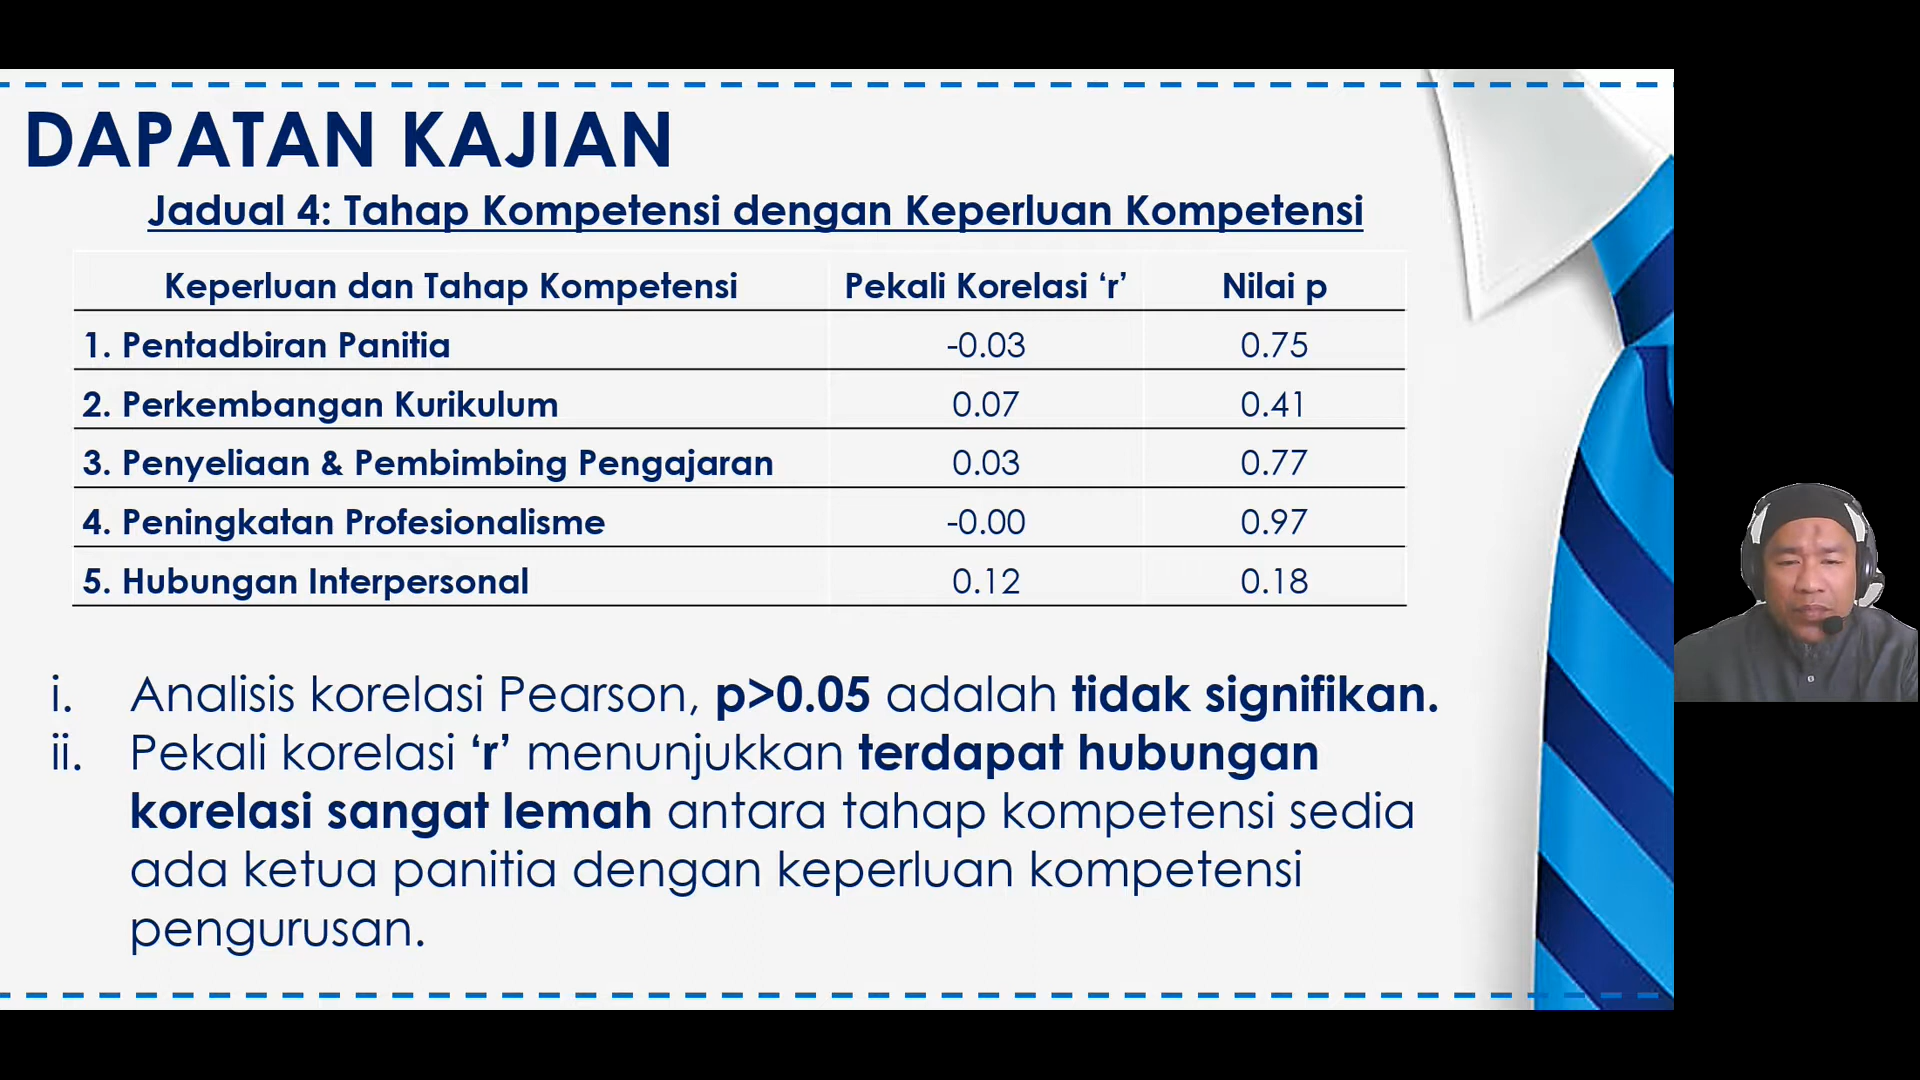 DAPATAN KAJIAN
Jadual 4: Tahap Kompetensi dengan Keperluan Kompetensi
Keperluan dan Tahap Kompetensi Pekali Korelasi ‘r’ Nilai p
1. Pentadbiran Panitia -0.03 0.75
2. Perkembangan Kurikulum 0.07 0.41
3. Penyeliaan & Pembimbing Pengajaran 0.03 0.77
4. Peningkatan Profesionalisme -0.00 0.97
5. Hubungan Interpersonal 0.12 0.18
i. Analisis korelasi Pearson, p>0.05 adalah tidak signifikan.
ii. Pekali korelasi ‘r’ menunjukkan terdapat hubungan
korelasi sangat lemah antara tahap kompetensi sedia
ada ketua panitia dengan keperluan kompetensi
pengurusan.